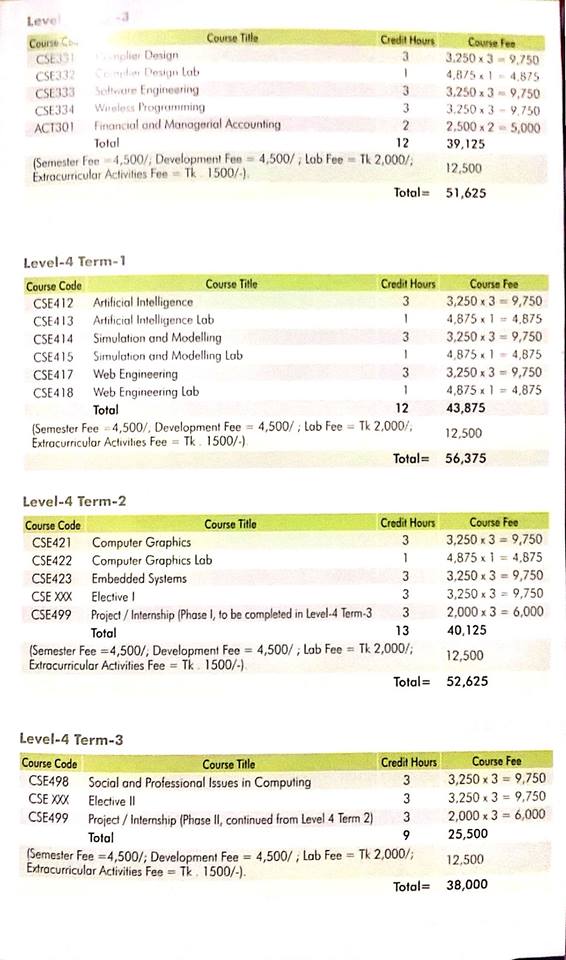 Level -3
Course Co Course Title Credit Hours Course Fee
CSE331 Complier Design 3 3,250 x 3 = 9,750
CSE332 Complier Design Lab 1 4,875 x 1 = 4,875
CSE333 Software Engineering 3 3,250 x 3 = 9,750
CSE334 Wireless Programming 3 3,250 x 3 = 9,750
ACT301 Financial and Managerial Accounting 2 2,500 x 2 = 5,000
Total 12 39,125
(Semester Fee =4,500/; Development Fee = 4,500/ ; Lab Fee = Tk 2,000/;
Extracurricular Activities Fee = Tk . 1500/-). 12,500
Total= 51,625
Level-4 Term-1
Course Code Course Title Credit Hours Course Fee
CSE412 Artificial Intelligence 3 3,250 x 3 = 9,750
CSE413 Artificial Intelligence Lab 1 4,875 x 1 = 4,875
CSE414 Simulation and Modelling 3 3,250 x 3 = 9,750
CSE415 Simulation and Modelling Lab 1 4,875 x 1 = 4,875
CSE417 Web Engineering 3 3,250 x 3 = 9,750
CSE418 Web Engineering Lab 1 4,875 x 1 = 4,875
Total 12 43,875
(Semester Fee =4,500/, Development Fee = 4,500/ ; Lab Fee = Tk 2,000/,
Extracurricular Activities Fee = Tk . 1500/-) 12,500
Total= 56,375
Level-4 Term-2
Course Code Course Title Credit Hours Course Fee
CSE421 Computer Graphics 3 3,250 x 3 = 9,750
CSE422 Computer Graphics Lab 1 4,875 x 1 = 4,875
CSE423 Embedded Systems 3 3,250 x 3 = 9,750
CSE XXX Elective I 3 3,250 x 3 = 9,750
CSE499 Project / Internship (Phase I, to be completed in Level-4 Term-3 3 2,000 x 3 = 6,000
Total 13 40,125
(Semester Fee =4,500/; Development Fee = 4,500/ ; Lab Fee = Tk 2,000/;
Extracurricular Activities Fee = Tk . 1500/-) 12,500
Total= 52,625
Level-4 Term-3
Course Code Course Title Credit Hours Course Fee
CSE498 Social and Professional Issues in Computing 3 3,250 x 3 = 9,750
CSE XXX Elective II 3 3,250 x 3 = 9,750
CSE499 Project / Internship (Phase II, continued from Level 4 Term 2) 3 2,000 x 3 = 6,000
Total 9 25,500
(Semester Fee =4,500/; Development Fee = 4,500/ ; Lab Fee = Tk 2,000/;
Extracurricular Activities Fee = Tk . 1500/-). 12,500
Total= 38,000